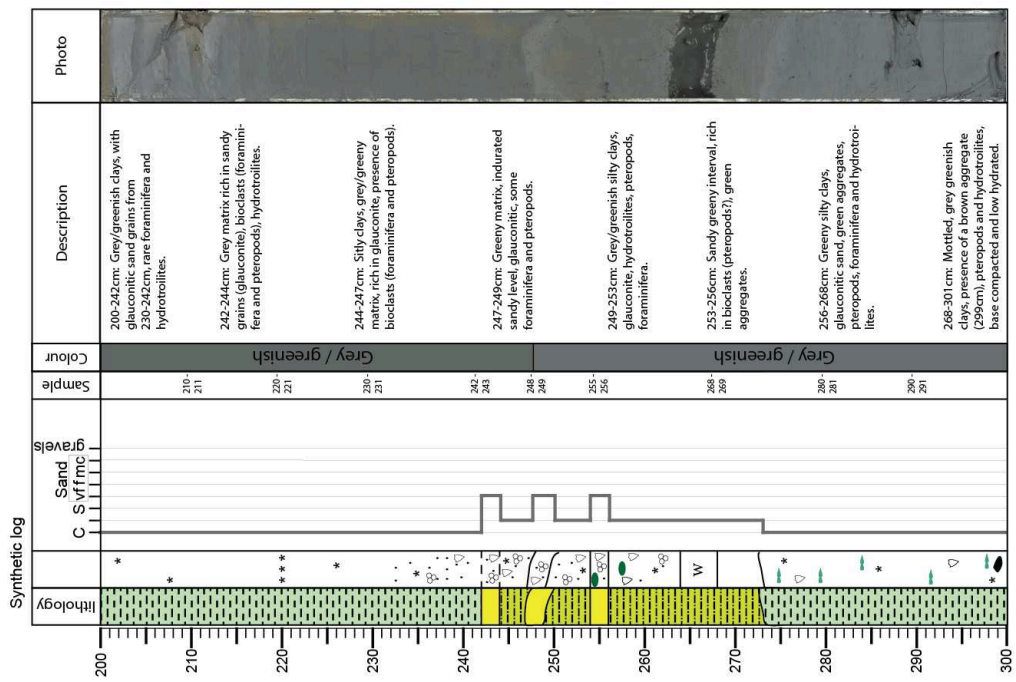 Synthetic log
lithology
C
S
Sand
vf f m c
gravels
Sample
Colour
Description
Photo
200
210
220
230
240
250
260
270
280
290
300
210 -
211
220 -
221
230 -
231
242 -
243
248 -
249
255 -
256
268 -
269
280 -
281
290 -
291
Grey / greenish
Grey / greenish
W
200-242cm: Grey/greenish clays, with
glauconitic sand grains from
230-242cm, rare foraminifera and
hydrotroilites.
242-244cm: Grey matrix rich in sandy
grains (glauconite), bioclasts (foramini-
fera and pteropods), hydrotroilites.
244-247cm: Sitly clays, grey/greeny
matrix, rich in glauconite, presence of
bioclasts (foraminifera and pteropods).
247-249cm: Greeny matrix, indurated
sandy level, glauconitic, some
foraminifera and pteropods.
249-253cm: Grey/greenish silty clays,
glauconite, hydrotroilites, pteropods,
foraminifera.
253-256cm: Sandy greeny interval, rich
in bioclasts (pteropods?), green
aggregates.
256-268cm: Greeny silty clays,
glauconitic sand, green aggregates,
pteropods, foraminifera and hydrotroi-
lites.
268-301cm: Mottled, grey greenish
clays, presence of a brown aggregate
(299cm), pteropods and hydrotroilites,
base compacted and low hydrated.